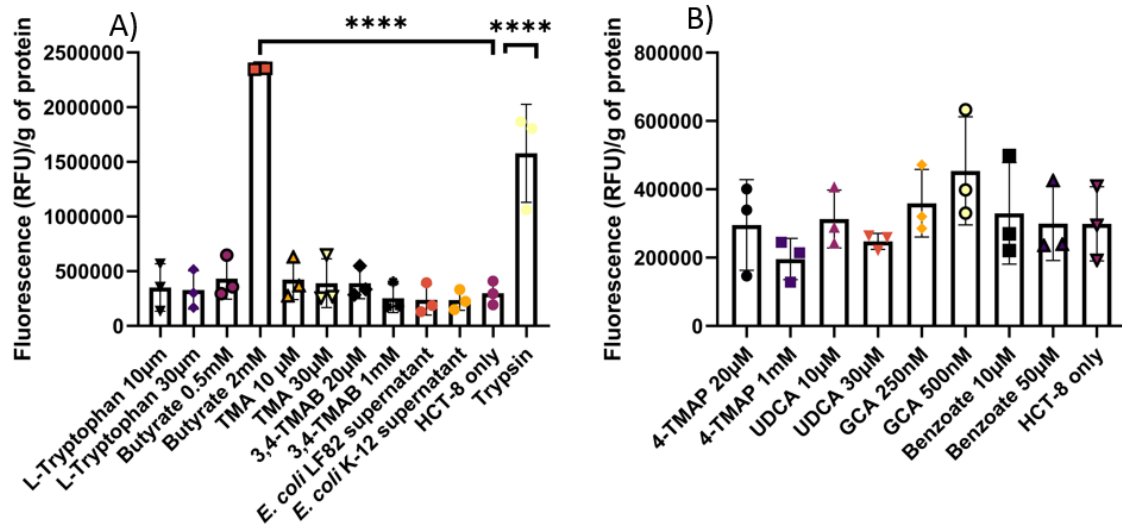 A)
****
****
Fluorescence (RFU)/g of protein
2500000
2000000
1500000
1000000
500000
0
L-Tryptophan 10μm
L-Tryptophan 30μm
Butyrate 0.5mM
Butyrate 2mM
TMA 10 μM
TMA 30μM
3,4-TMAB 20μM
3,4-TMAB 1mM
E. coli LF82 supernatant
E. coli K-12 supernatant
HCT-8 only
Trypsin
B)
Fluorescence (RFU)/g of protein
800000
600000
400000
200000
0
4-TMAP 20μM
4-TMAP 1mM
UDCA 10μM
UDCA 30μM
GCA 250nM
GCA 500nM
Benzoate 10μM
Benzoate 50μM
HCT-8 only